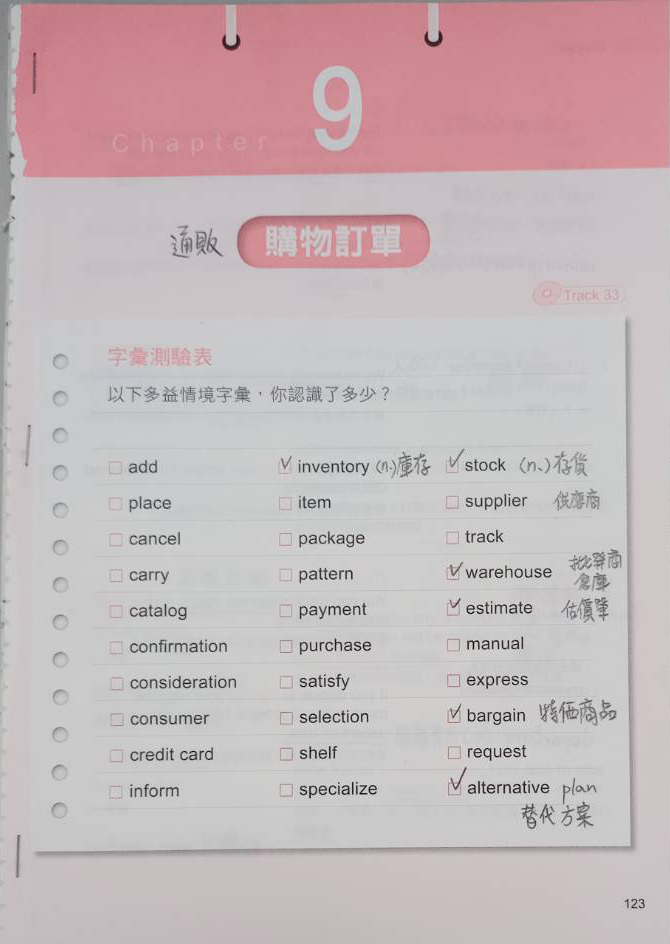 9
Chapter
通販 購物訂單
Track 33
字彙測驗表
以下多益情境字彙，你認識了多少？
add inventory (n.)庫存 stock (n.)存貨
place item supplier 供應商
cancel package track
carry pattern warehouse 批發商 倉庫
catalog payment estimate 估價單
confirmation purchase manual
consideration satisfy express
consumer selection bargain 特価商品
credit card shelf request
inform specialize alternative plan
替代方案
123